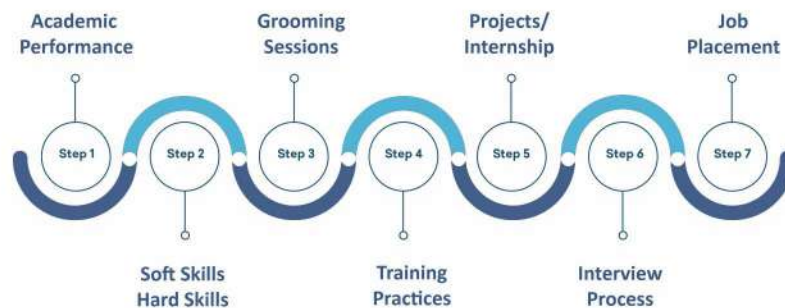 Academic
Performance
Grooming
Sessions
Projects/
Internship
Job
Placement
Step 1
Step 2
Step 3
Step 4
Step 5
Step 6
Step 7
Soft Skills
Hard Skills
Training
Practices
Interview
Process